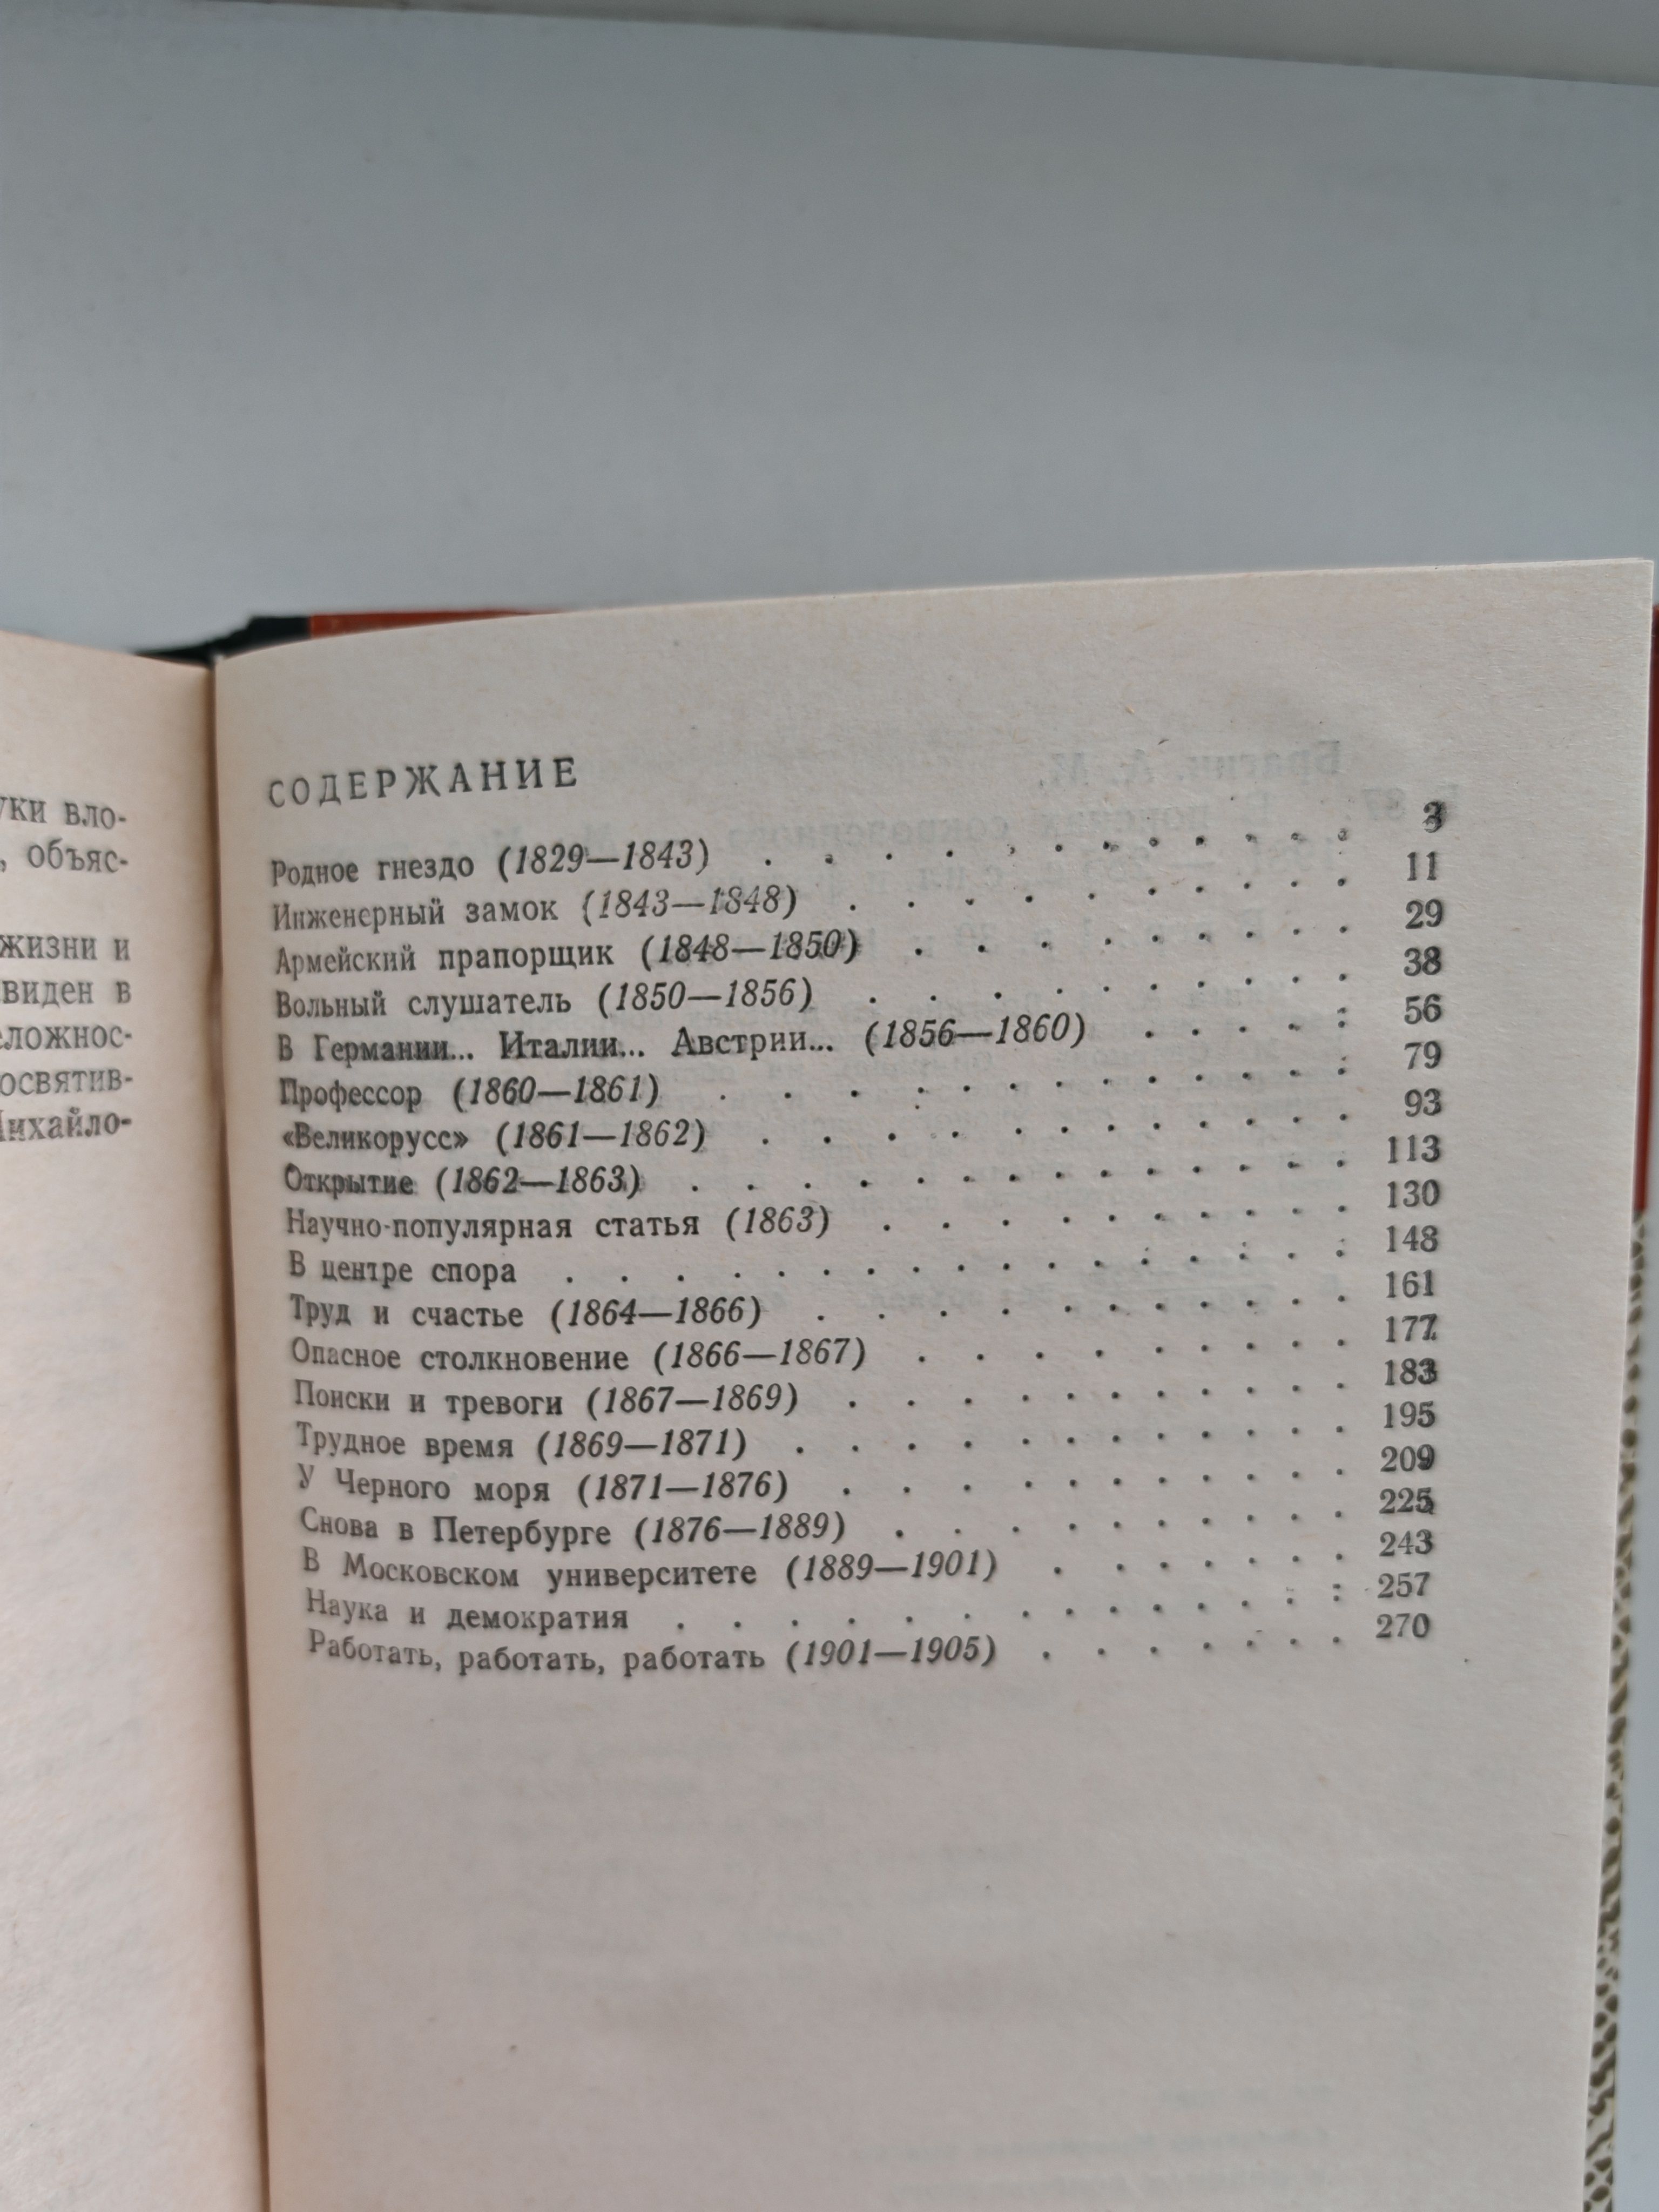 вло-
объяс-
жизни и
виден в
освятив-
СОДЕРЖАНИЕ
Родное гнездо (1829—1843) . . . . . . . . . . . 3
Инженерный замок (1843—1848) . . . . . . . . . 11
Армейский прапорщик (1848—1850) . . . . . . . . 29
Вольный слушатель (1850—1856) . . . . . . . . . 38
В Германии... Италии... Австрии... (1856—1860) . . . . . 56
Профессор (1860—1861) . . . . . . . . . . . 79
«Великорусс» (1861—1862) . . . . . . . . . . . 93
Открытие (1862—1863) . . . . . . . . . . . . 113
Научно-популярная статья (1863) . . . . . . . . . 130
В центре спора . . . . . . . . . . . . . . 148
Труд и счастье (1864—1866) . . . . . . . . . . 161
Опасное столкновение (1866—1867) . . . . . . . . 177
Поиски и тревоги (1867—1869) . . . . . . . . . 183
Трудное время (1869—1871) . . . . . . . . . . 195
У Черного моря (1871—1876) . . . . . . . . . . 209
Снова в Петербурге (1876—1889) . . . . . . . . . 225
В Московском университете (1889—1901) . . . . . . 243
Наука и демократия . . . . . . . . . . . . 257
Работать, работать, работать (1901—1905) . . . . . . 270